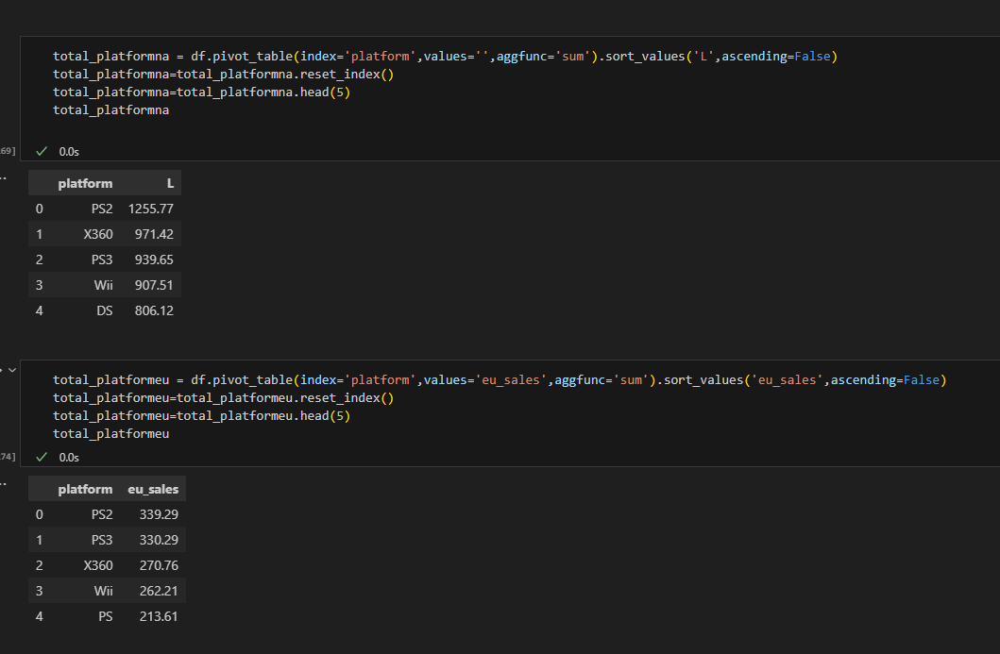 total_platformna = df.pivot_table(index='platform',values='',aggfunc='sum').sort_values('L',ascending=False)
total_platformna=total_platformna.reset_index()
total_platformna=total_platformna.head(5)
total_platformna
69] ✓ 0.0s
platform L
0 PS2 1255.77
1 X360 971.42
2 PS3 939.65
3 Wii 907.51
4 DS 806.12
total_platformeu = df.pivot_table(index='platform',values='eu_sales',aggfunc='sum').sort_values('eu_sales',ascending=False)
total_platformeu=total_platformeu.reset_index()
total_platformeu=total_platformeu.head(5)
total_platformeu
74] ✓ 0.0s
platform eu_sales
0 PS2 339.29
1 PS3 330.29
2 X360 270.76
3 Wii 262.21
4 PS 213.61